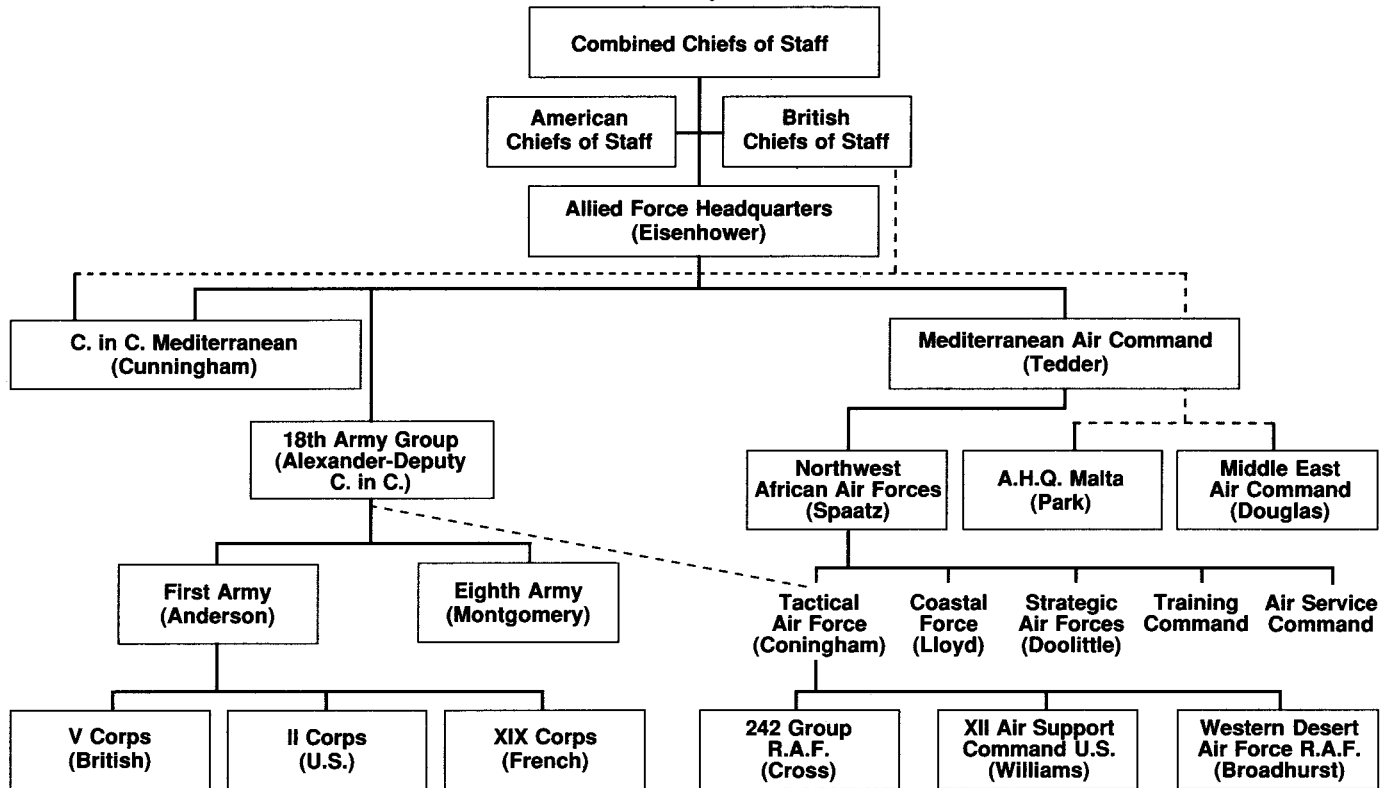 Combined Chiefs of Staff
American
Chiefs of Staff
British
Chiefs of Staff
Allied Force Headquarters
(Eisenhower)
C. in C. Mediterranean
(Cunningham)
Mediterranean Air Command
(Tedder)
18th Army Group
(Alexander-Deputy
C. in C.)
Northwest
African Air Forces
(Spaatz)
A.H.Q. Malta
(Park)
Middle East
Air Command
(Douglas)
First Army
(Anderson)
Eighth Army
(Montgomery)
Tactical
Air Force
(Coningham)
Coastal
Force
(Lloyd)
Strategic
Air Forces
(Doolittle)
Training
Command
Air Service
Command
V Corps
(British)
II Corps
(U.S.)
XIX Corps
(French)
242 Group
R.A.F.
(Cross)
XII Air Support
Command U.S.
(Williams)
Western Desert
Air Force R.A.F.
(Broadhurst)